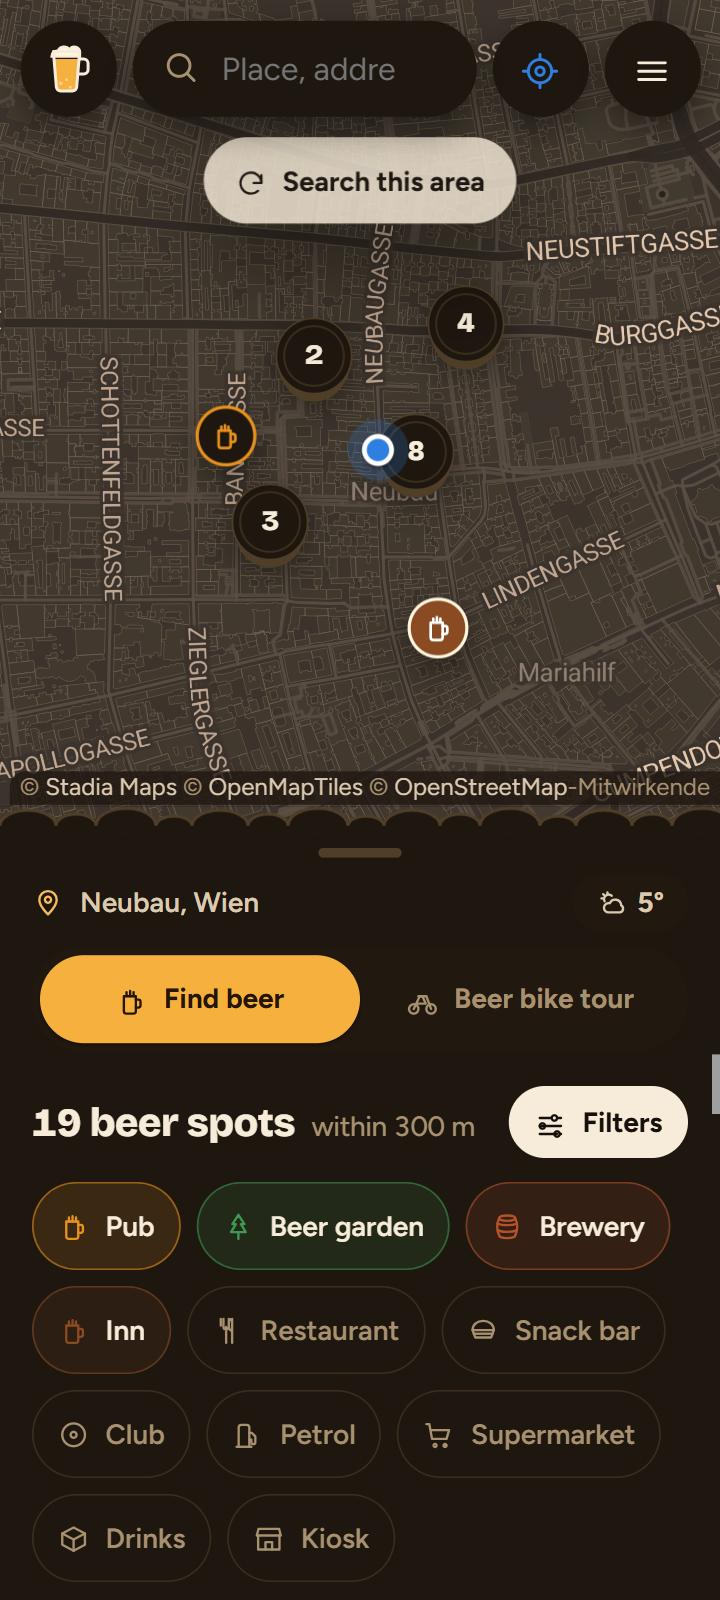 Place, addre
Search this area
NEUSTIFTGASSE
NEUBAUGASSE
4
BURGGASS
2
SCHOTTENFELDGASSE
ASSE
8
Neubau
3
LINDENGASSE
ZIEGLERGASSE
Mariahilf
APOLLOGASSE
© Stadia Maps © OpenMapTiles © OpenStreetMap-Mitwirkende
Neubau, Wien
5°
Find beer
Beer bike tour
19 beer spots within 300 m
Filters
Pub
Beer garden
Brewery
Inn
Restaurant
Snack bar
Club
Petrol
Supermarket
Drinks
Kiosk